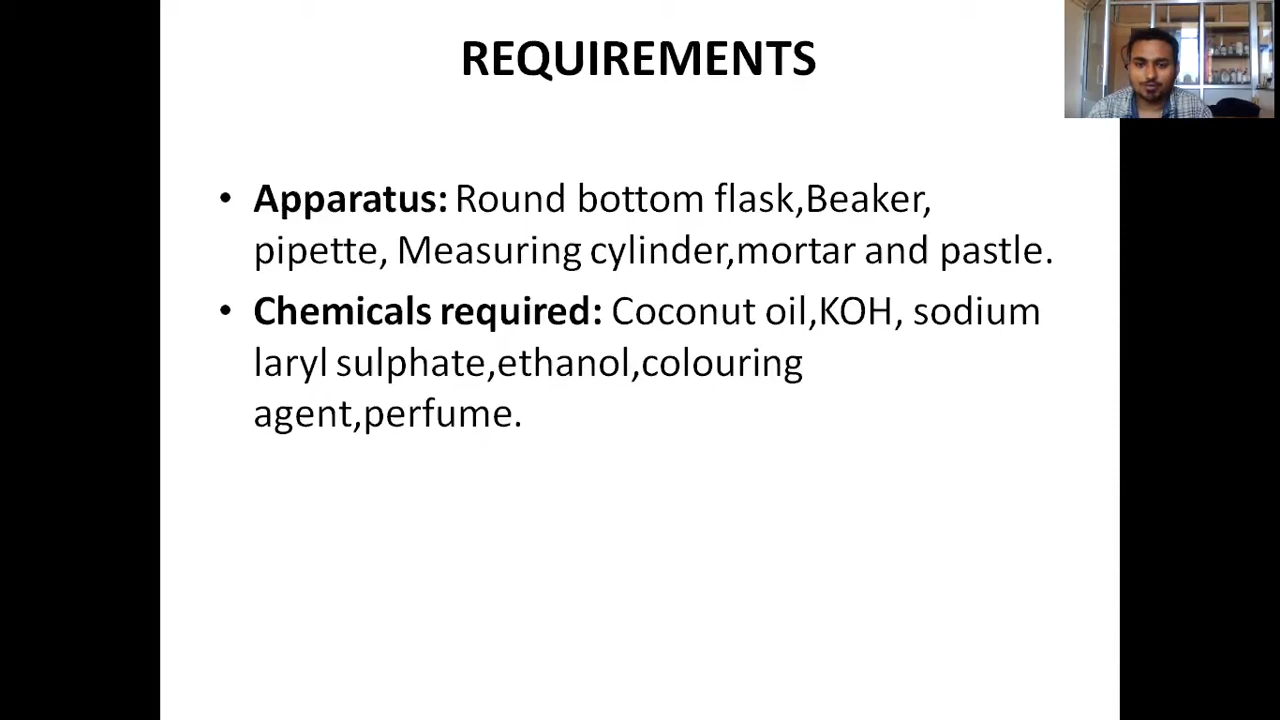 REQUIREMENTS
• Apparatus: Round bottom flask,Beaker,
pipette, Measuring cylinder,mortar and pastle.
• Chemicals required: Coconut oil,KOH, sodium
laryl sulphate,ethanol,colouring
agent,perfume.